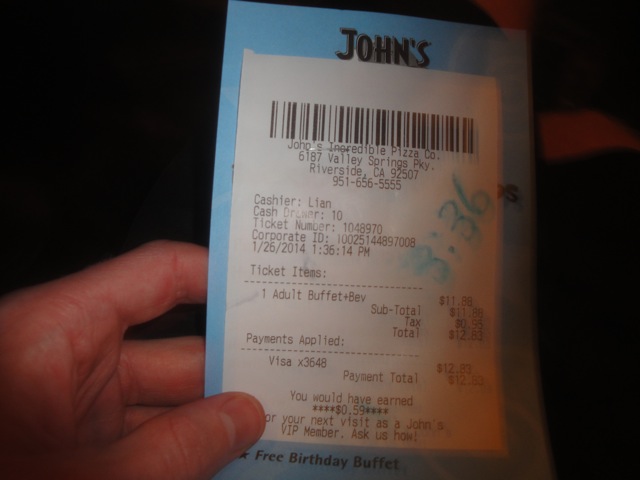 JOHN'S
John's Incredible Pizza Co.
6187 Valley Springs Pky.
Riverside, CA 92507
951-656-5555
Cashier: Lian
Cash Drawer: 10
Ticket Number: 1048970
Corporate ID: 10025144897008
1/26/2014 1:36:14 PM
3:36
Ticket Items:
1 Adult Buffet+Bev $11.88
Sub-Total $11.88
Tax $0.95
Total $12.83
Payments Applied:
Visa x3648 $12.83
Payment Total $12.83
You would have earned
****$0.59****
for your next visit as a John's
VIP Member. Ask us how!
★ Free Birthday Buffet